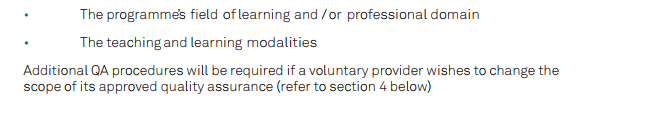 • The programme's field of learning and / or professional domain
• The teaching and learning modalities
Additional QA procedures will be required if a voluntary provider wishes to change the
scope of its approved quality assurance (refer to section 4 below)